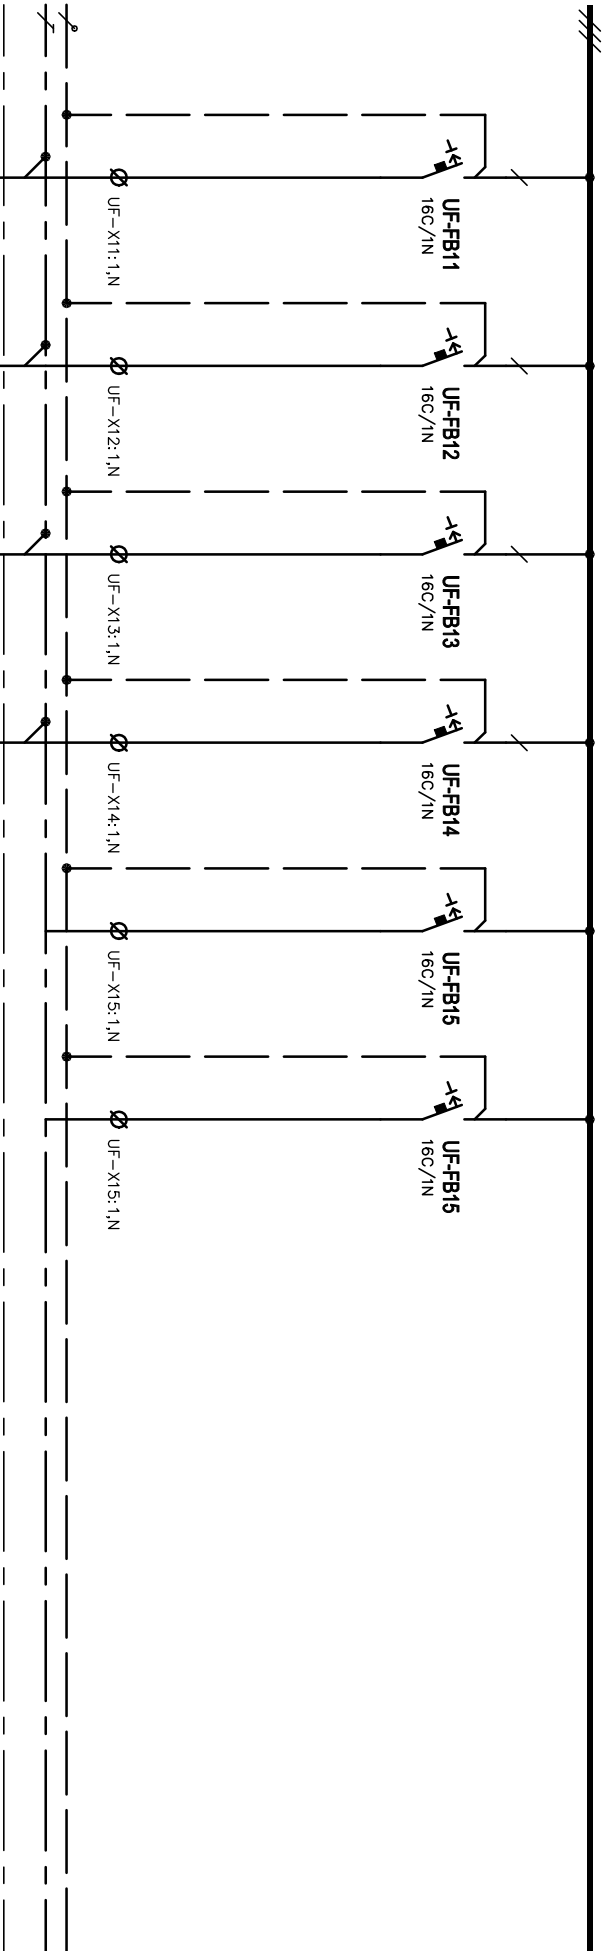 UF-FB11
16C/1N
UF-X11:1,N
UF-FB12
16C/1N
UF-X12:1,N
UF-FB13
16C/1N
UF-X13:1,N
UF-FB14
16C/1N
UF-X14:1,N
UF-FB15
16C/1N
UF-X15:1,N
UF-FB15
16C/1N
UF-X15:1,N